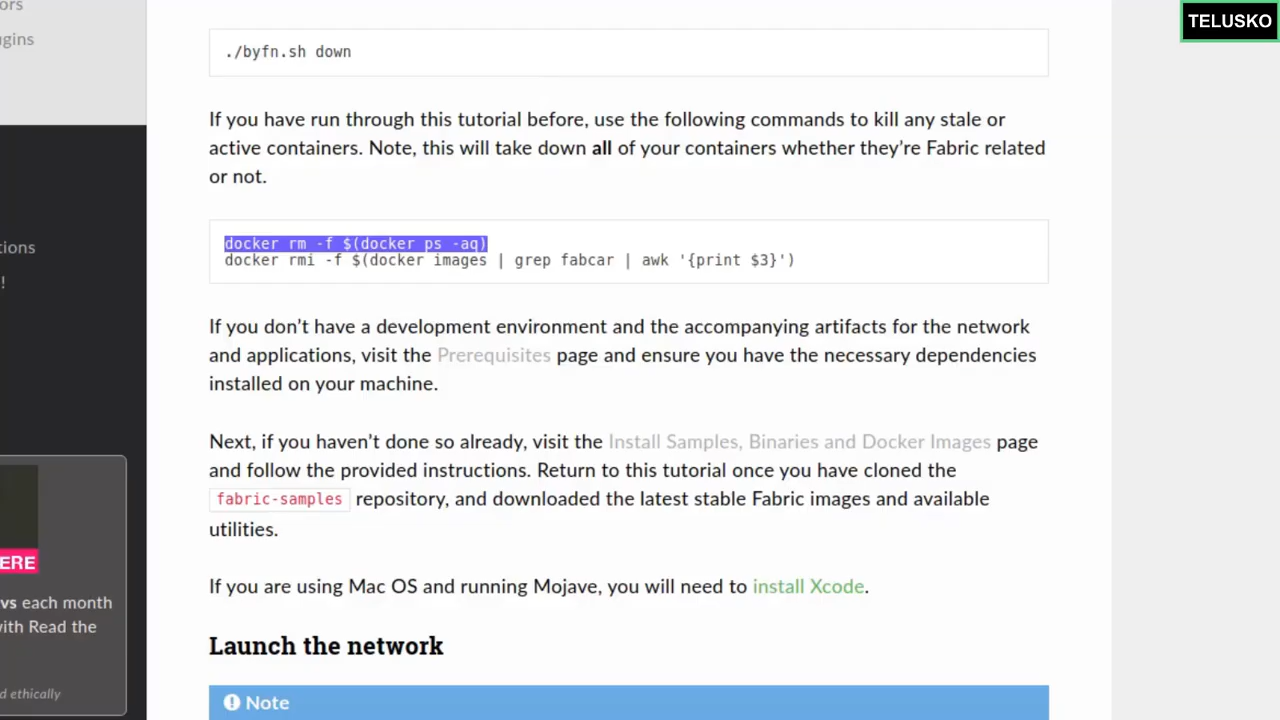 TELUSKO
ors
ugins
tions
!
ERE
vs each month
with Read the
d ethically
./byfn.sh down
If you have run through this tutorial before, use the following commands to kill any stale or
active containers. Note, this will take down all of your containers whether they’re Fabric related
or not.
docker rm -f $(docker ps -aq)
docker rmi -f $(docker images | grep fabcar | awk '{print $3}')
If you don’t have a development environment and the accompanying artifacts for the network
and applications, visit the Prerequisites page and ensure you have the necessary dependencies
installed on your machine.
Next, if you haven’t done so already, visit the Install Samples, Binaries and Docker Images page
and follow the provided instructions. Return to this tutorial once you have cloned the
fabric-samples repository, and downloaded the latest stable Fabric images and available
utilities.
If you are using Mac OS and running Mojave, you will need to install Xcode.
Launch the network
Note